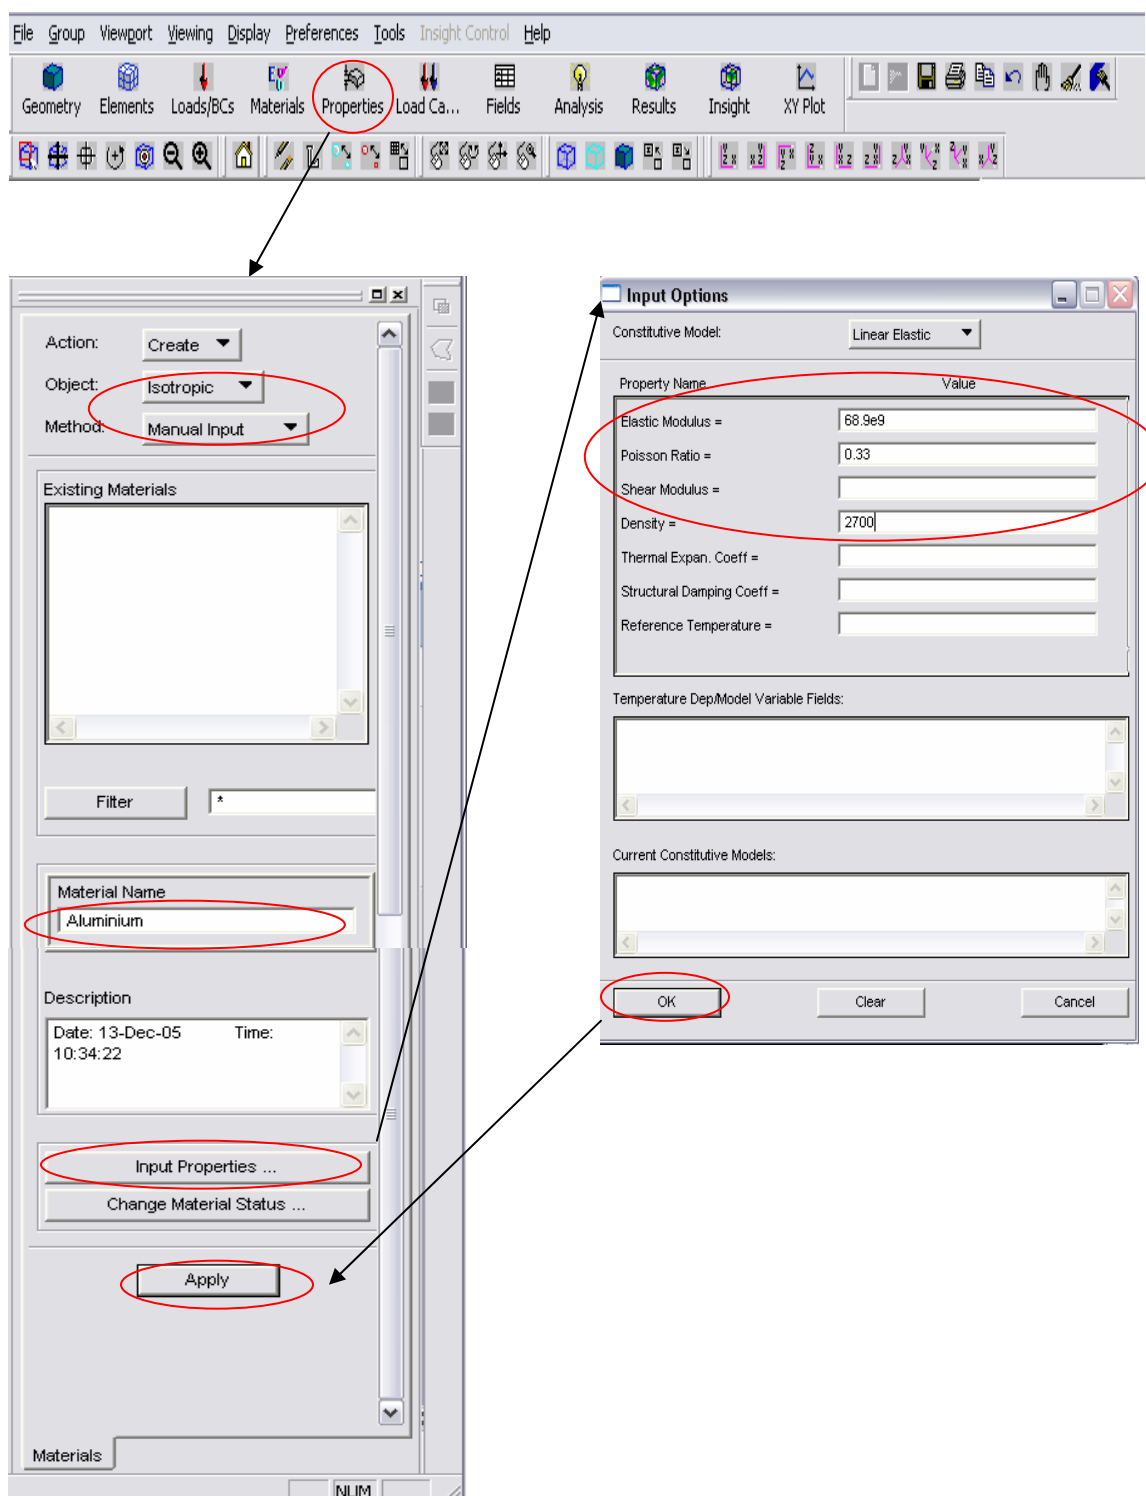 File Group Viewport Viewing Display Preferences Tools Insight Control Help
Geometry Elements Loads/BCs Materials Properties Load Ca... Fields Analysis Results Insight XY Plot
Action: Create
Object: Isotropic
Method: Manual Input
Existing Materials
Filter *
Material Name
Aluminium
Description
Date: 13-Dec-05 Time:
10:34:22
Input Properties ...
Change Material Status ...
Apply
Materials
NUM
Input Options
Constitutive Model: Linear Elastic
Property Name Value
Elastic Modulus = 68.9e9
Poisson Ratio = 0.33
Shear Modulus =
Density = 2700
Thermal Expan. Coeff =
Structural Damping Coeff =
Reference Temperature =
Temperature Dep/Model Variable Fields:
Current Constitutive Models:
OK Clear Cancel